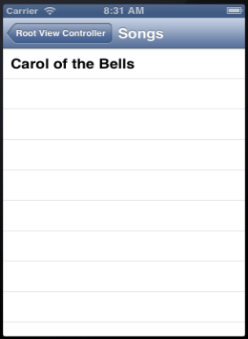 Carrier 8:31 AM
Root View Controller Songs
Carol of the Bells